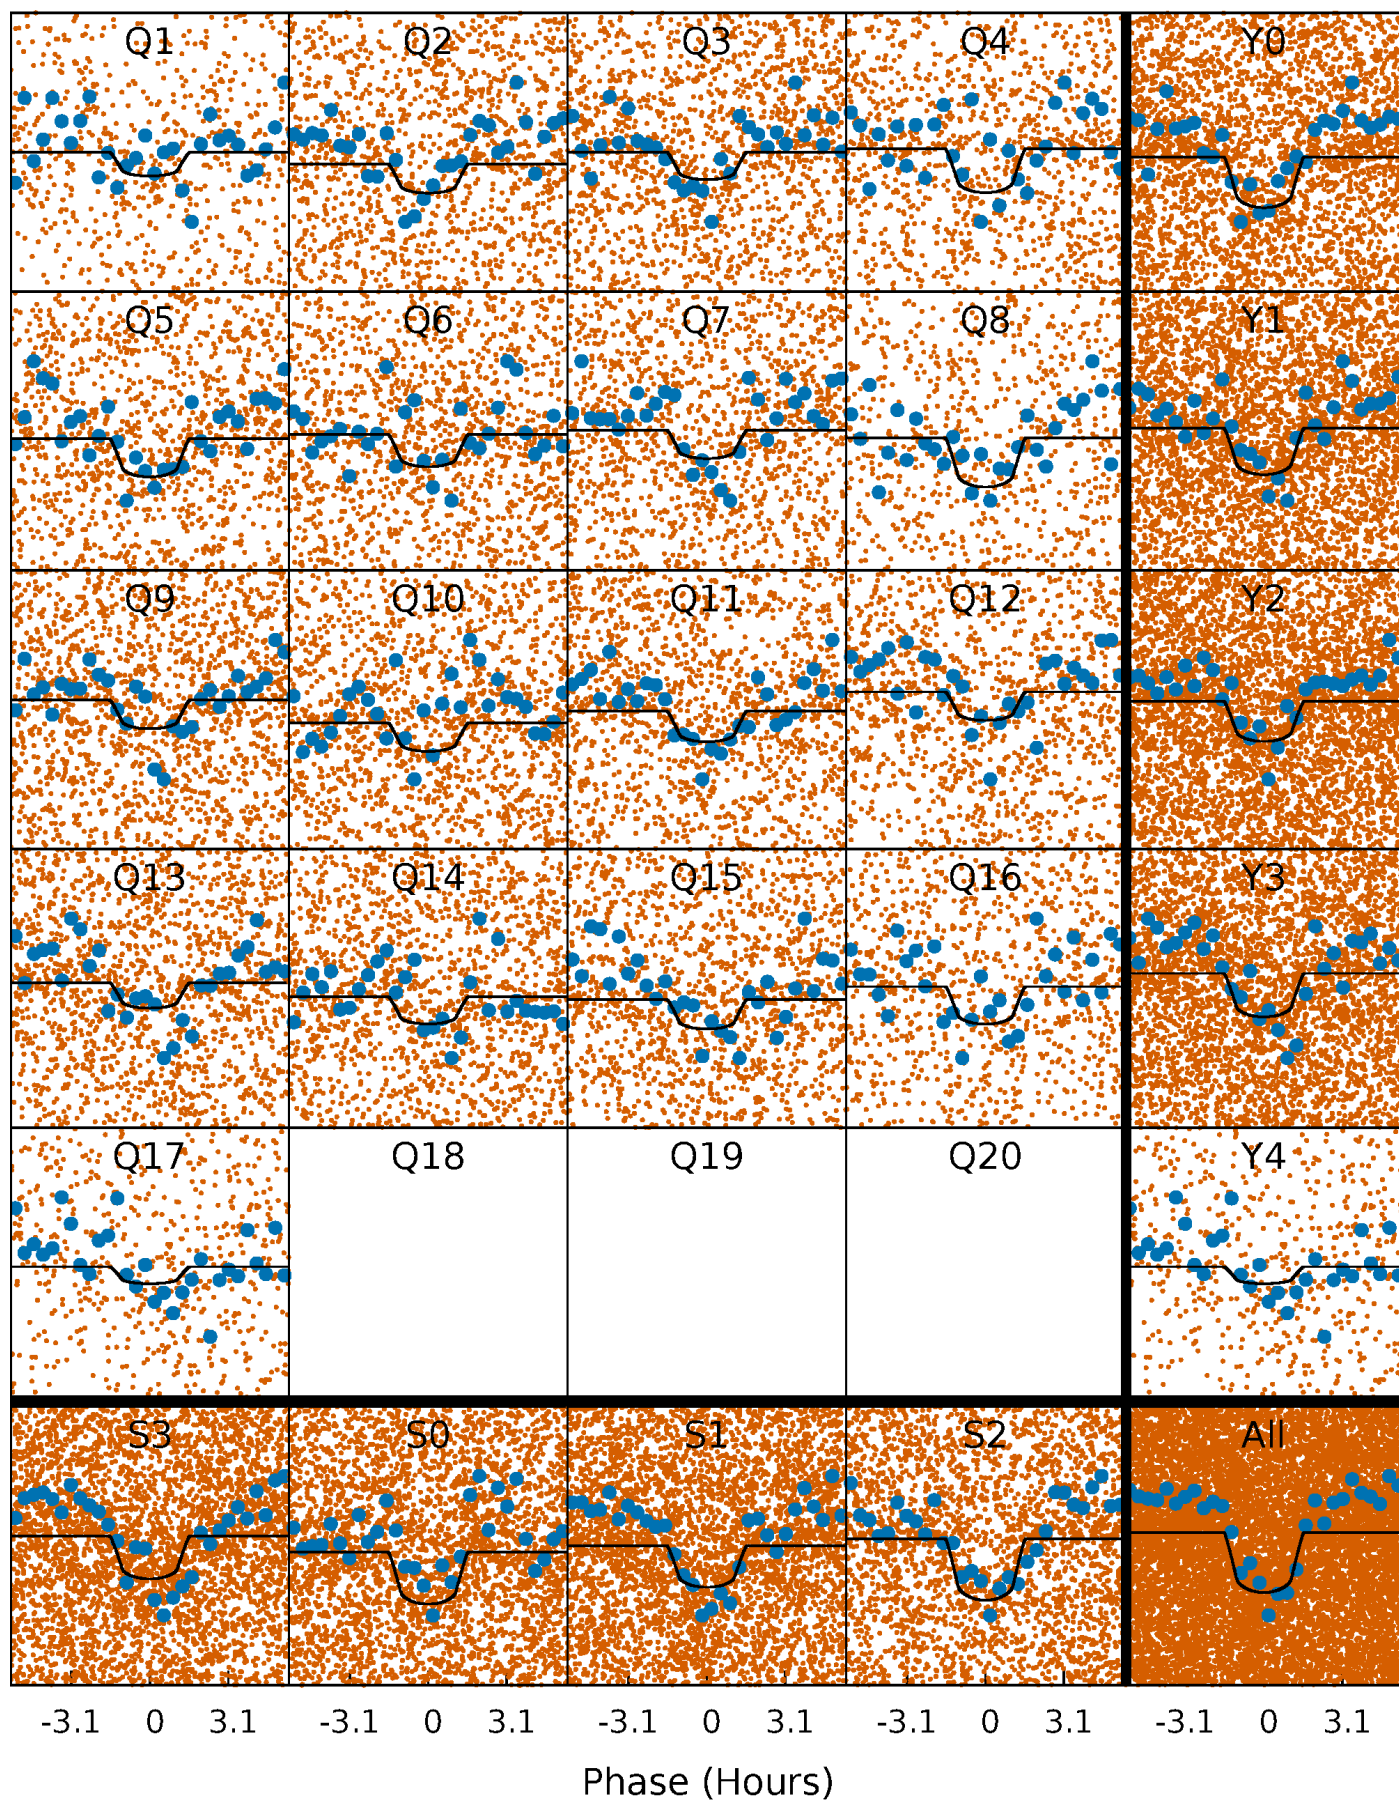 Q1 Q2 Q3 Q4 Y0
Q5 Q6 Q7 Q8 Y1
Q9 Q10 Q11 Q12 Y2
Q13 Q14 Q15 Q16 Y3
Q17 Q18 Q19 Q20 Y4
S3 S0 S1 S2 All
-3.1 0 3.1 -3.1 0 3.1 -3.1 0 3.1 -3.1 0 3.1 -3.1 0 3.1
Phase (Hours)